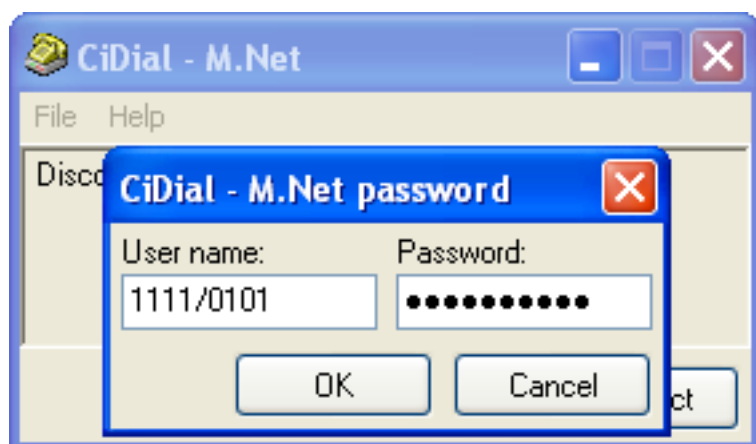 CiDial - M.Net
File Help
CiDial - M.Net password
User name: Password:
1111/0101 ●●●●●●●●●●
OK Cancel